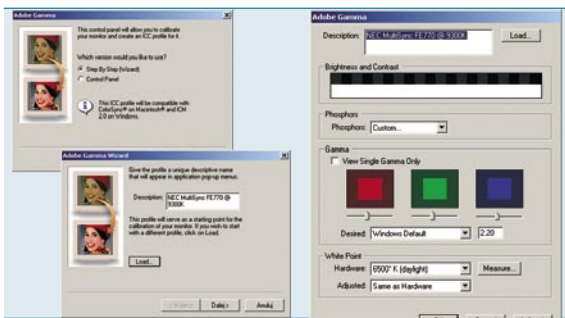 Adobe Gamma
This control panel will allow you to calibrate
your monitor and create an ICC profile for it.
Which version would you like to use?
Step By Step (Wizard)
Control Panel
This ICC profile will be compatible with
ColorSync® on Macintosh® and ICM
2.0 on Windows.
Adobe Gamma Wizard
Give the profile a unique descriptive name
that will appear in application pop-up menus.
Description: NEC MultiSync FE770 @
9300K
This profile will serve as a starting point for the
calibration of your monitor. If you wish to start
with a different profile, click on Load.
Load...
Dalej>
Anuluj
Adobe Gamma
Description: NEC MultiSync FE770 @ 9300K
Load...
Brightness and Contrast
Phosphors
Phosphors: Custom...
Gamma
View Single Gamma Only
Desired: Windows Default 2.20
White Point
Hardware: 6500° K (daylight) Measure...
Adjusted: Same as Hardware